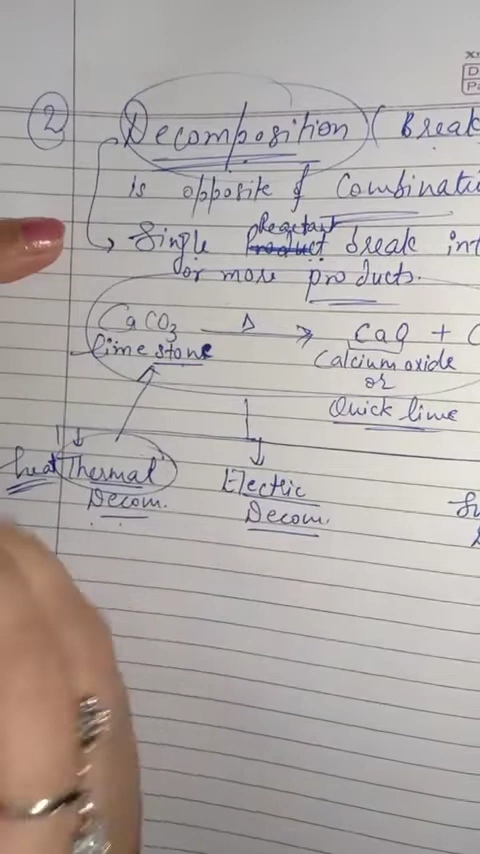 ② Decomposition ( Break
is opposite of Combinati
→ Single Reactant break int
or more products.
CaCO3 —Δ→ CaO + C
lime stone Calcium oxide
or
Quick lime
heat Thermal Electric
Decom. Decom.